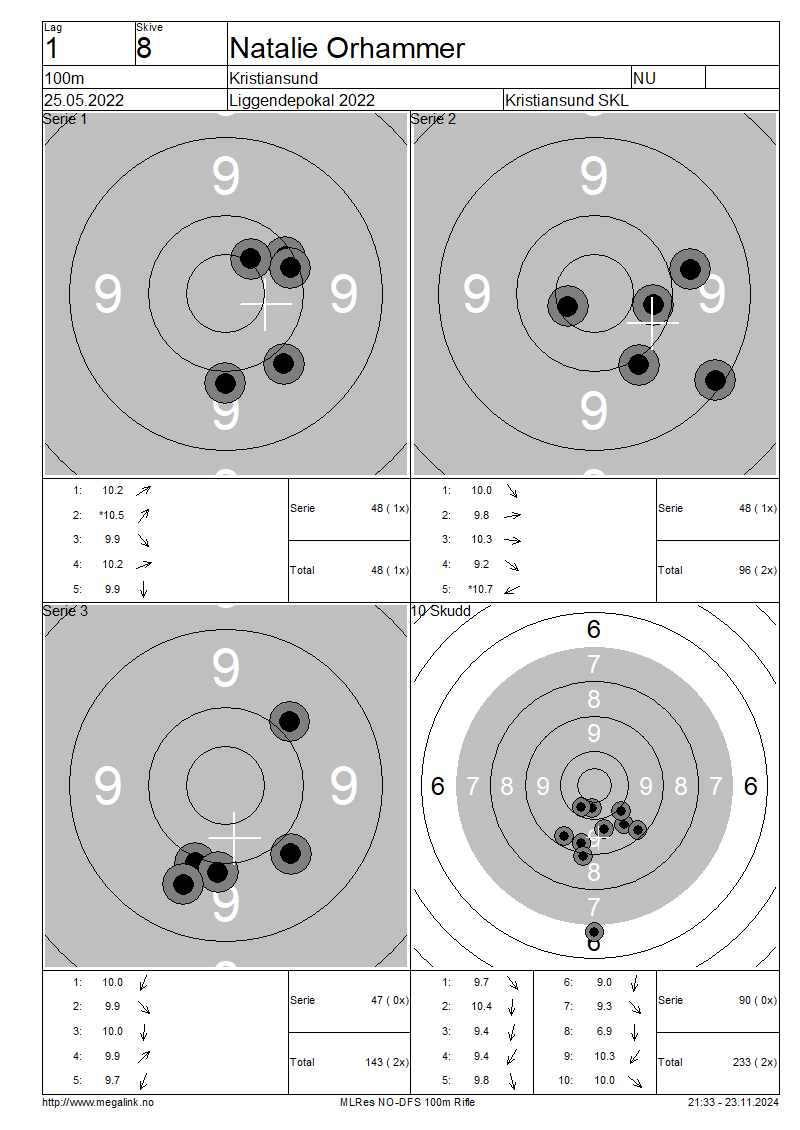 Lag
Skive
1
8
Natalie Orhammer
100m
Kristiansund
NU
25.05.2022
Liggendepokal 2022
Kristiansund SKL
Serie 1
9
9
9
9
Serie 2
9
9
9
9
1: 10.2
2: *10.5
3: 9.9
4: 10.2
5: 9.9
Serie 48 ( 1x)
Total 48 ( 1x)
1: 10.0
2: 9.8
3: 10.3
4: 9.2
5: *10.7
Serie 48 ( 1x)
Total 96 ( 2x)
Serie 3
9
9
9
9
10 Skudd
6
7
8
9
6 7 8 9 9 8 7 6
9
8
7
6
1: 10.0
2: 9.9
3: 10.0
4: 9.9
5: 9.7
Serie 47 ( 0x)
Total 143 ( 2x)
1: 9.7 6: 9.0
2: 10.4 7: 9.3
3: 9.4 8: 6.9
4: 9.4 9: 10.3
5: 9.8 10: 10.0
Serie 90 ( 0x)
Total 233 ( 2x)
http://www.megalink.no
MLRes NO-DFS 100m Rifle
21:33 - 23.11.2024